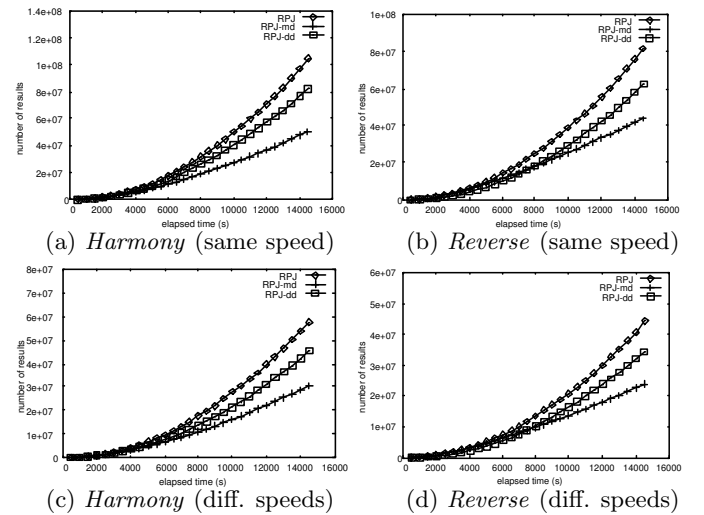 1.4e+08
1.2e+08
1e+08
8e+07
6e+07
4e+07
2e+07
0
0 2000 4000 6000 8000 10000 12000 14000 16000
number of results
elapsed time (s)
RPJ
RPJ-md
RPJ-dd
(a) Harmony (same speed)
1e+08
8e+07
6e+07
4e+07
2e+07
0
0 2000 4000 6000 8000 10000 12000 14000 16000
number of results
elapsed time (s)
RPJ
RPJ-md
RPJ-dd
(b) Reverse (same speed)
8e+07
7e+07
6e+07
5e+07
4e+07
3e+07
2e+07
1e+07
0
0 2000 4000 6000 8000 10000 12000 14000 16000
number of results
elapsed time (s)
RPJ
RPJ-md
RPJ-dd
(c) Harmony (diff. speeds)
6e+07
5e+07
4e+07
3e+07
2e+07
1e+07
0
0 2000 4000 6000 8000 10000 12000 14000 16000
number of results
elapsed time (s)
RPJ
RPJ-md
RPJ-dd
(d) Reverse (diff. speeds)